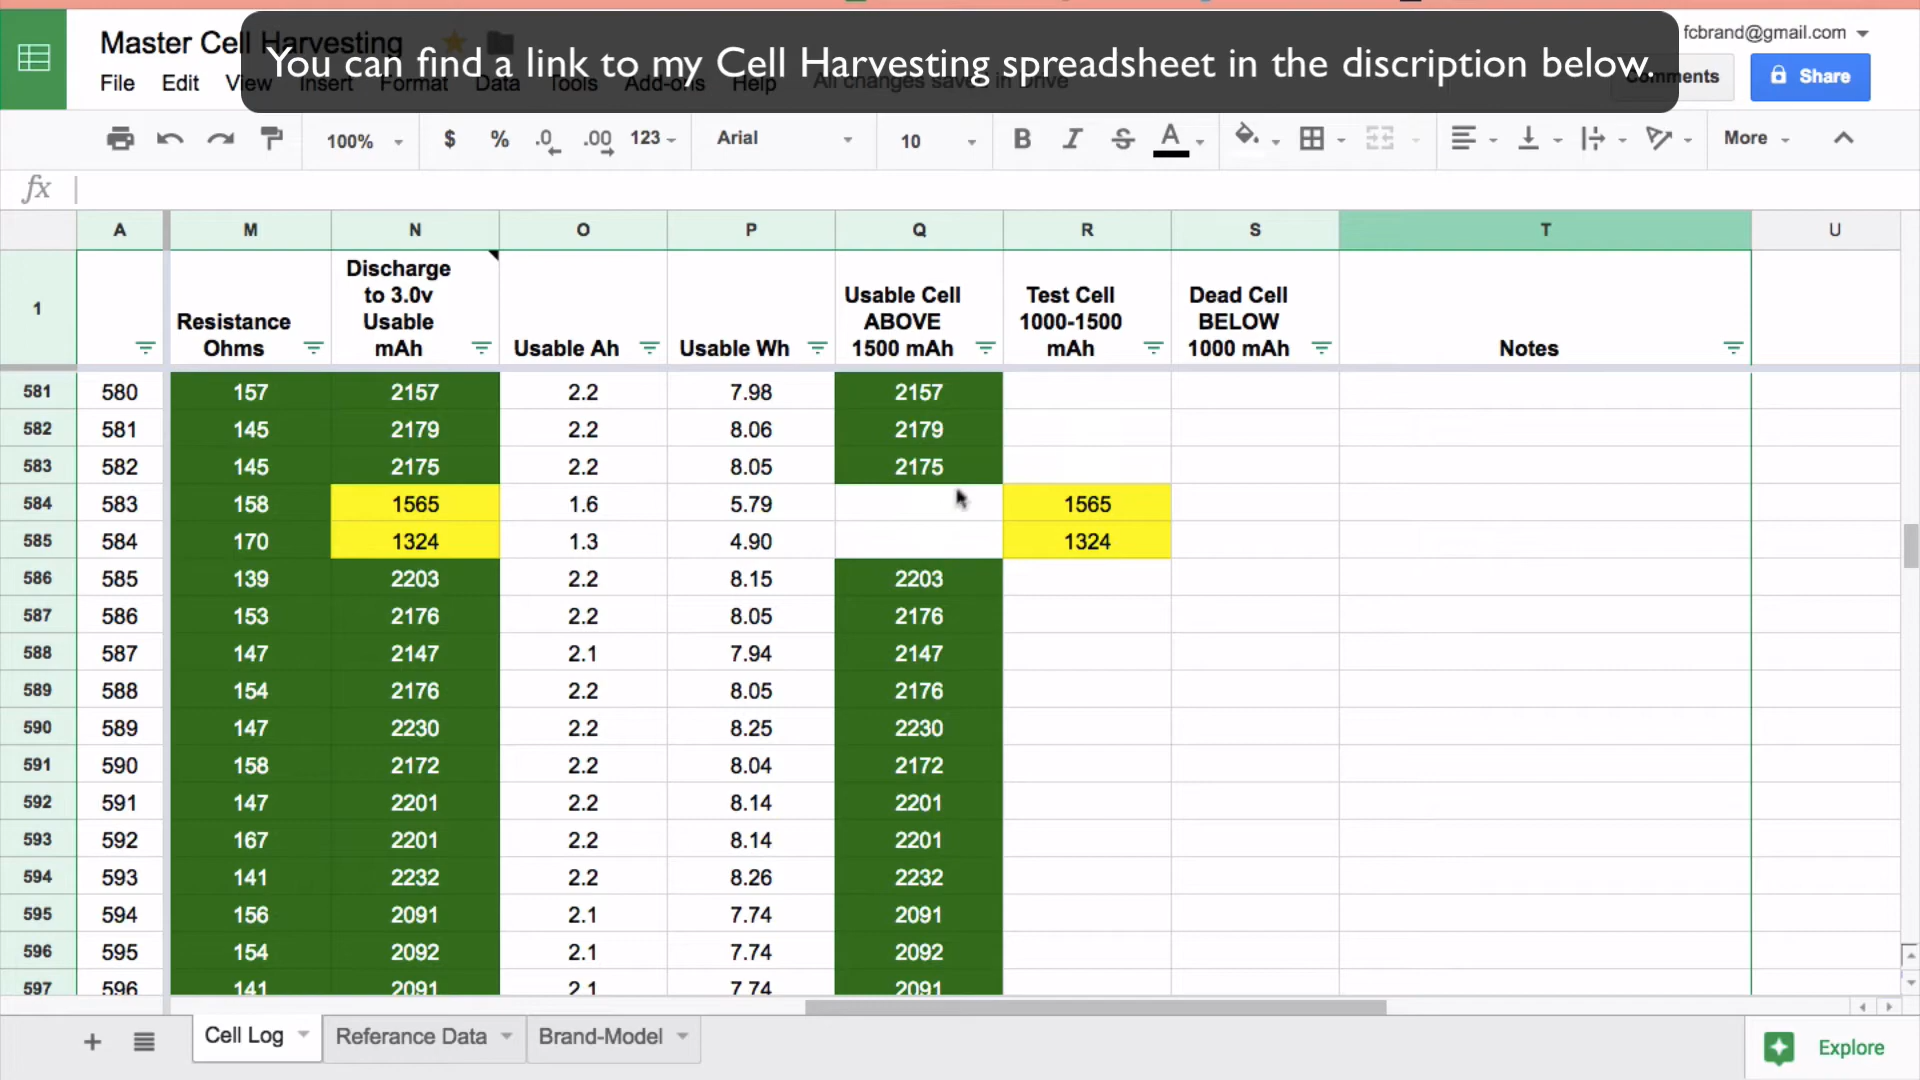 Master Cell Harvesting
You can find a link to my Cell Harvesting spreadsheet in the discription below.
fcbrand@gmail.com
File Edit View Insert Format Data Tools Add-ons Help All changes saved in Drive
Comments
Share
100% $ % .0 .00 123 Arial 10 B I S A More
fx
A M N O P Q R S T U
1
Resistance
Ohms
Discharge
to 3.0v
Usable
mAh
Usable Ah
Usable Wh
Usable Cell
ABOVE
1500 mAh
Test Cell
1000-1500
mAh
Dead Cell
BELOW
1000 mAh
Notes
581 580 157 2157 2.2 7.98 2157
582 581 145 2179 2.2 8.06 2179
583 582 145 2175 2.2 8.05 2175
584 583 158 1565 1.6 5.79 1565
585 584 170 1324 1.3 4.90 1324
586 585 139 2203 2.2 8.15 2203
587 586 153 2176 2.2 8.05 2176
588 587 147 2147 2.1 7.94 2147
589 588 154 2176 2.2 8.05 2176
590 589 147 2230 2.2 8.25 2230
591 590 158 2172 2.2 8.04 2172
592 591 147 2201 2.2 8.14 2201
593 592 167 2201 2.2 8.14 2201
594 593 141 2232 2.2 8.26 2232
595 594 156 2091 2.1 7.74 2091
596 595 154 2092 2.1 7.74 2092
597 596 141 2091 2.1 7.74 2091
Cell Log Referance Data Brand-Model
Explore